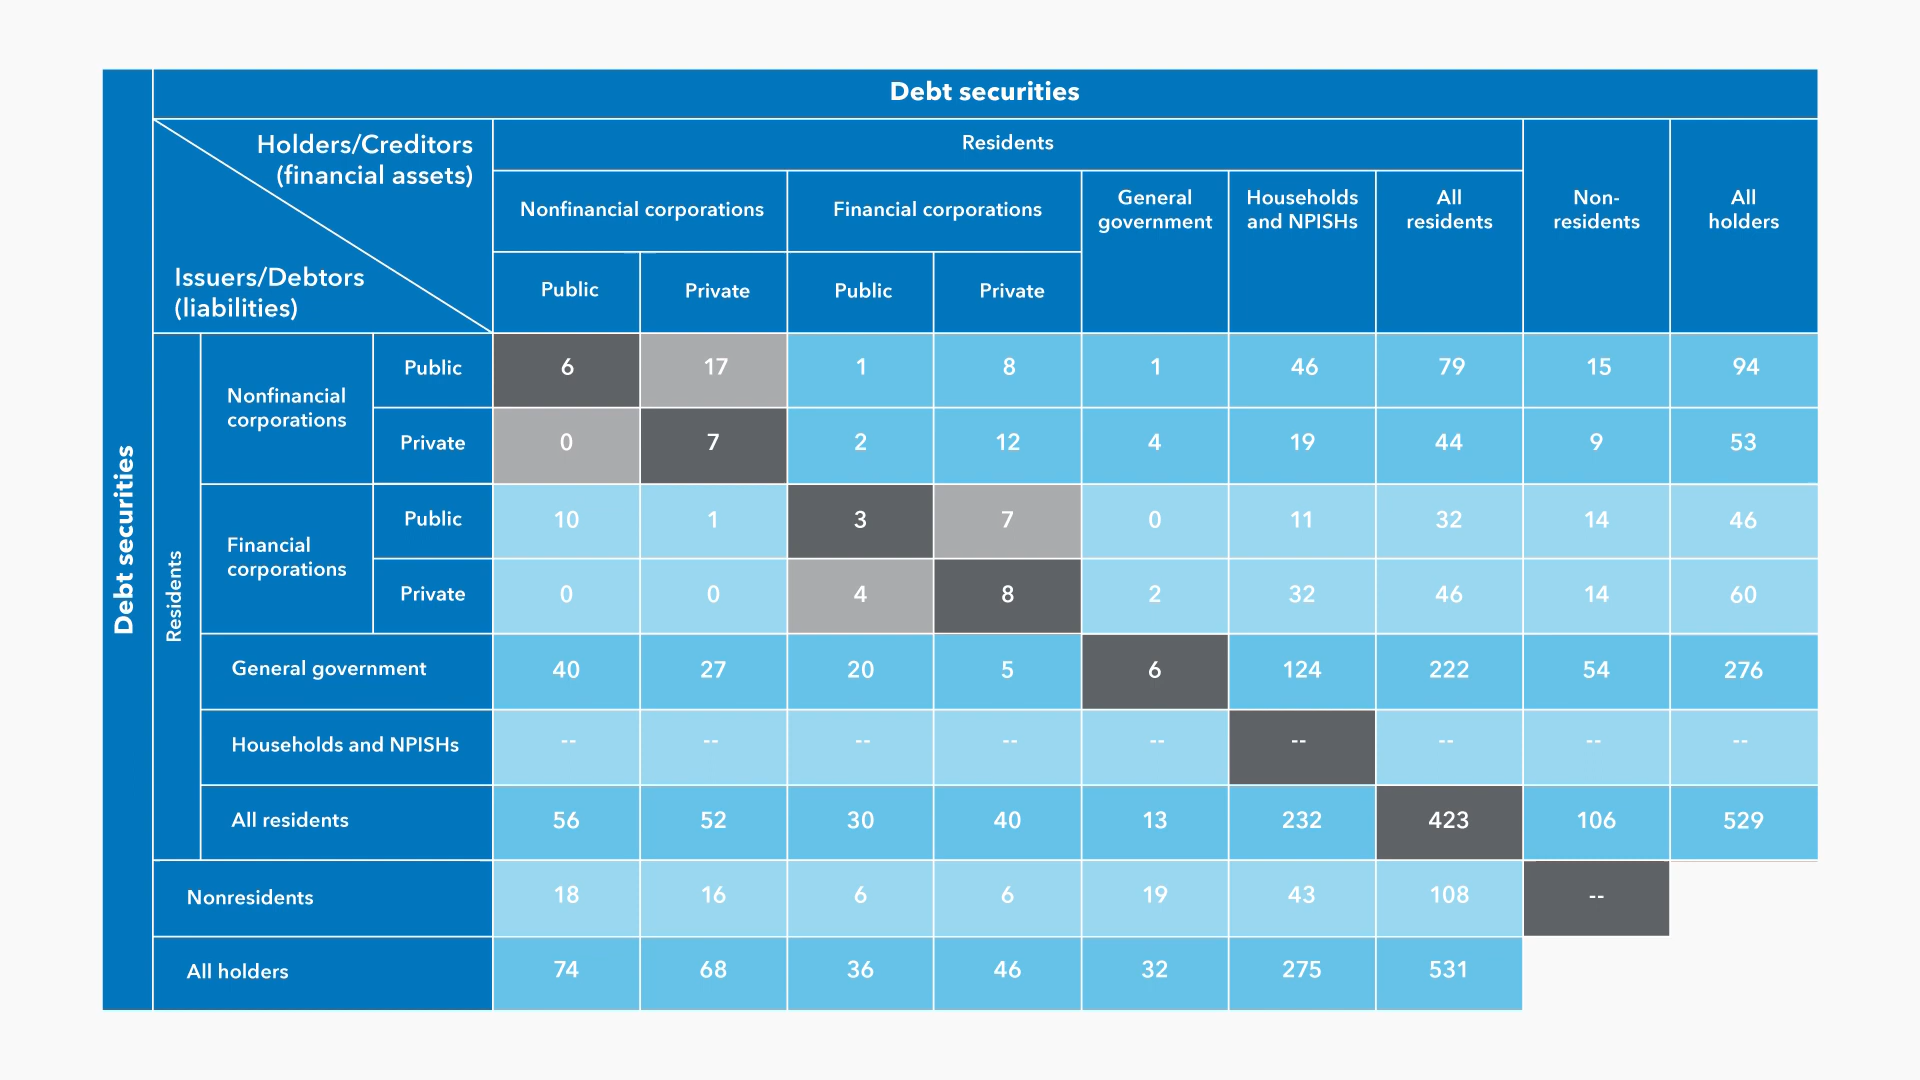 Debt securities
Debt securities
Holders/Creditors
(financial assets)
Issuers/Debtors
(liabilities)
Residents
Nonfinancial corporations
Financial corporations
General
government
Households
and NPISHs
All
residents
Non-
residents
All
holders
Public
Private
Public
Private
Residents
Nonfinancial
corporations
Public 6 17 1 8 1 46 79 15 94
Private 0 7 2 12 4 19 44 9 53
Financial
corporations
Public 10 1 3 7 0 11 32 14 46
Private 0 0 4 8 2 32 46 14 60
General government 40 27 20 5 6 124 222 54 276
Households and NPISHs -- -- -- -- -- -- -- -- --
All residents 56 52 30 40 13 232 423 106 529
Nonresidents 18 16 6 6 19 43 108 --
All holders 74 68 36 46 32 275 531